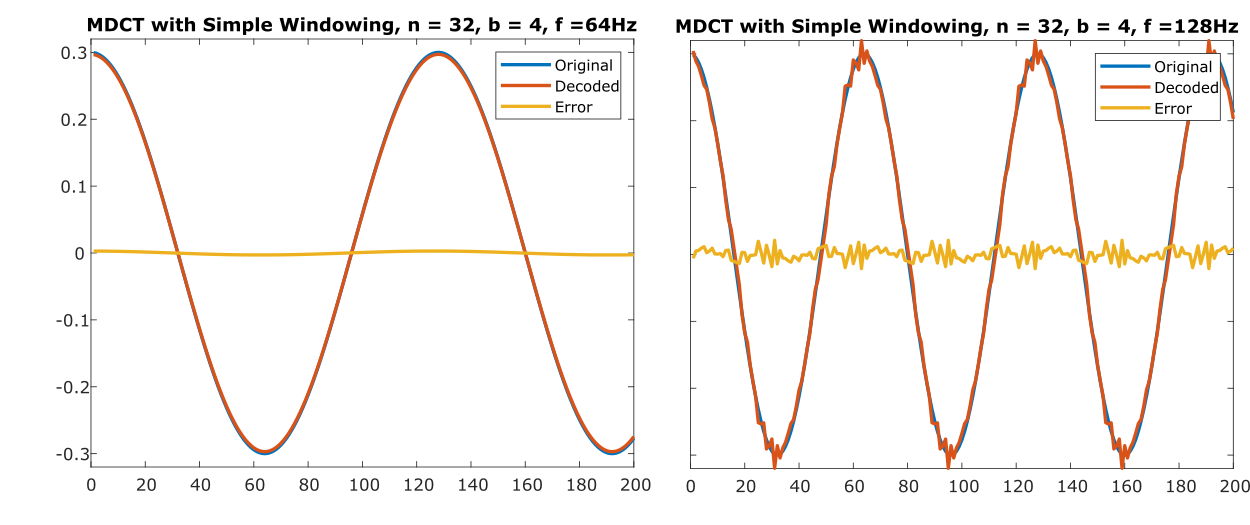 MDCT with Simple Windowing, n = 32, b = 4, f =64Hz
0.3
0.2
0.1
0
-0.1
-0.2
-0.3
0 20 40 60 80 100 120 140 160 180 200
Original
Decoded
Error
MDCT with Simple Windowing, n = 32, b = 4, f =128Hz
0 20 40 60 80 100 120 140 160 180 200
Original
Decoded
Error